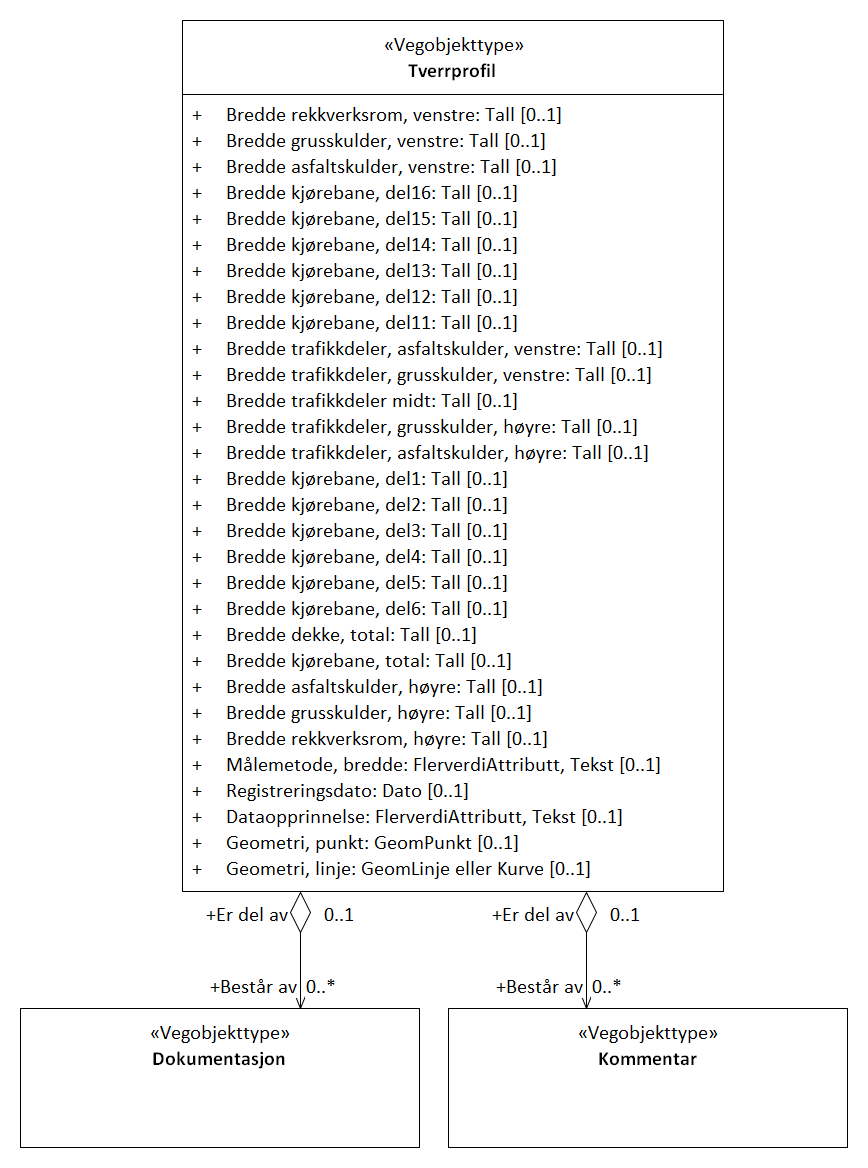 «Vegobjekttype»
Tverrprofil
+ Bredde rekkverksrom, venstre: Tall [0..1]
+ Bredde grusskulder, venstre: Tall [0..1]
+ Bredde asfaltskulder, venstre: Tall [0..1]
+ Bredde kjørebane, del16: Tall [0..1]
+ Bredde kjørebane, del15: Tall [0..1]
+ Bredde kjørebane, del14: Tall [0..1]
+ Bredde kjørebane, del13: Tall [0..1]
+ Bredde kjørebane, del12: Tall [0..1]
+ Bredde kjørebane, del11: Tall [0..1]
+ Bredde trafikkdeler, asfaltskulder, venstre: Tall [0..1]
+ Bredde trafikkdeler, grusskulder, venstre: Tall [0..1]
+ Bredde trafikkdeler midt: Tall [0..1]
+ Bredde trafikkdeler, grusskulder, høyre: Tall [0..1]
+ Bredde trafikkdeler, asfaltskulder, høyre: Tall [0..1]
+ Bredde kjørebane, del1: Tall [0..1]
+ Bredde kjørebane, del2: Tall [0..1]
+ Bredde kjørebane, del3: Tall [0..1]
+ Bredde kjørebane, del4: Tall [0..1]
+ Bredde kjørebane, del5: Tall [0..1]
+ Bredde kjørebane, del6: Tall [0..1]
+ Bredde dekke, total: Tall [0..1]
+ Bredde kjørebane, total: Tall [0..1]
+ Bredde asfaltskulder, høyre: Tall [0..1]
+ Bredde grusskulder, høyre: Tall [0..1]
+ Bredde rekkverksrom, høyre: Tall [0..1]
+ Målemetode, bredde: FlerverdiAttributt, Tekst [0..1]
+ Registreringsdato: Dato [0..1]
+ Dataopprinnelse: FlerverdiAttributt, Tekst [0..1]
+ Geometri, punkt: GeomPunkt [0..1]
+ Geometri, linje: GeomLinje eller Kurve [0..1]
+Er del av 0..1
+Er del av 0..1
+Består av 0..*
+Består av 0..*
«Vegobjekttype»
Dokumentasjon
«Vegobjekttype»
Kommentar